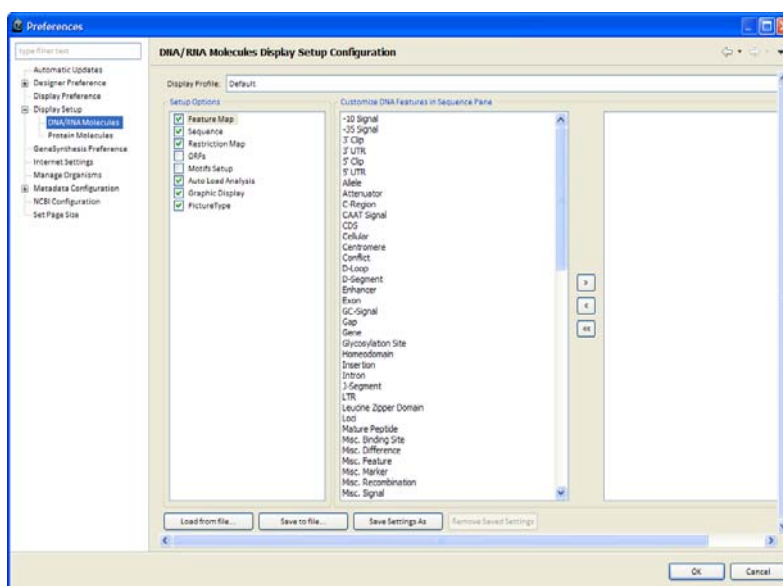 Preferences
type filter text
Automatic Updates
Designer Preference
Display Preference
Display Setup
DNA/RNA Molecules
Protein Molecules
GeneSynthesis Preference
Internet Settings
Manage Organisms
Metadata Configuration
NCBI Configuration
Set Page Size
DNA/RNA Molecules Display Setup Configuration
Display Profile: Default
Setup Options
Feature Map
Sequence
Restriction Map
ORFs
Motifs Setup
Auto Load Analysis
Graphic Display
PictureType
Customize DNA Features in Sequence Pane
-10 Signal
-35 Signal
3' Clip
3' UTR
5' Clip
5' UTR
Allele
Attenuator
C-Region
CAAT Signal
CDS
Cellular
Centromere
Conflict
D-Loop
D-Segment
Enhancer
Exon
GC-Signal
Gap
Gene
Glycosylation Site
Homeodomain
Insertion
Intron
J-Segment
LTR
Leucine Zipper Domain
Loci
Mature Peptide
Misc. Binding Site
Misc. Difference
Misc. Feature
Misc. Marker
Misc. Recombination
Misc. Signal
>
<
<<
Load from file...
Save to file...
Save Settings As
Remove Saved Settings
OK
Cancel